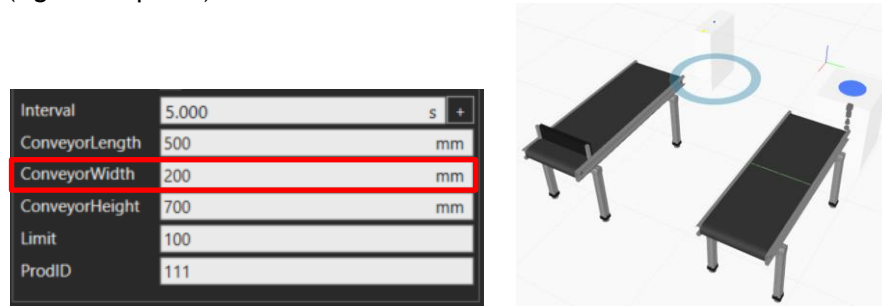 Interval 5.000 s +
ConveyorLength 500 mm
ConveyorWidth 200 mm
ConveyorHeight 700 mm
Limit 100
ProdID 111